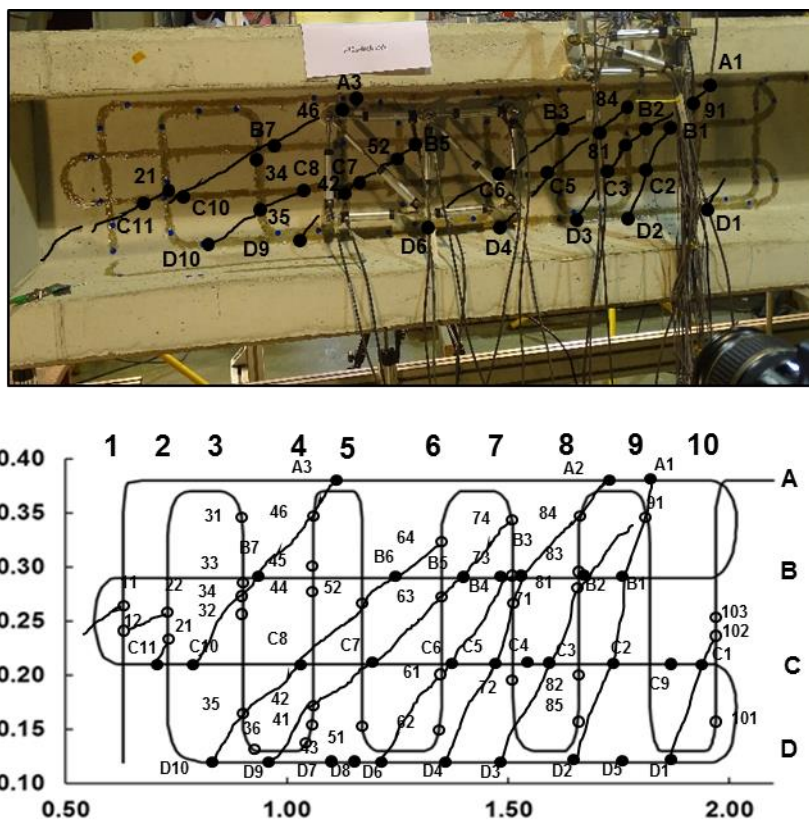 A1
A3
46
84
91
B3
B2
B1
B7
52
B5
81
34
C8
C7
42
21
C6
C5
C3
C2
C10
C11
35
D10
D9
D6
D4
D3
D2
D1
1 2 3 4 5 6 7 8 9 10
0.40
A3
A2
A1
A
31
46
74
84
91
0.35
64
B3
83
B7
45
B6
B5
73
33
0.30
B4
81
B2
B1
B
11
22
34
44
52
63
71
32
103
0.25
12
21
102
C11
C10
C8
C7
C6
C5
C4
C3
C2
C1
C
0.20
61
72
82
C9
35
42
85
101
36
41
62
0.15
43
51
D10
D9
D7
D8
D6
D4
D3
D2
D5
D1
D
0.10
0.50 1.00 1.50 2.00